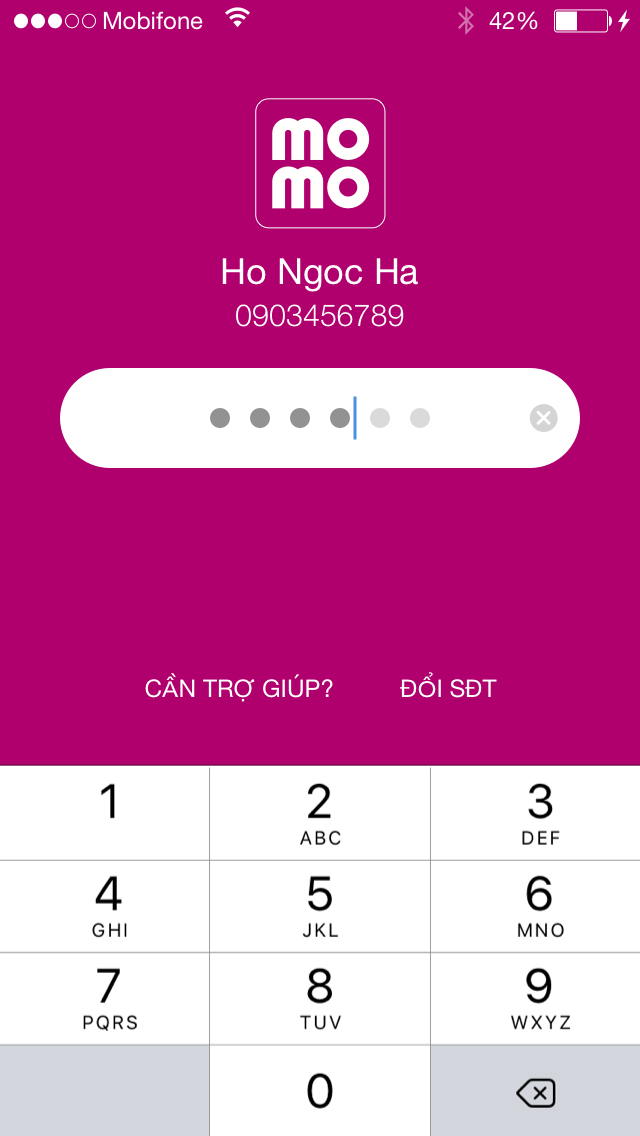 Mobifone 42%
mo
mo
Ho Ngoc Ha
0903456789
CẦN TRỢ GIÚP? ĐỔI SĐT
1 2 3
ABC DEF
4 5 6
GHI JKL MNO
7 8 9
PQRS TUV WXYZ
0